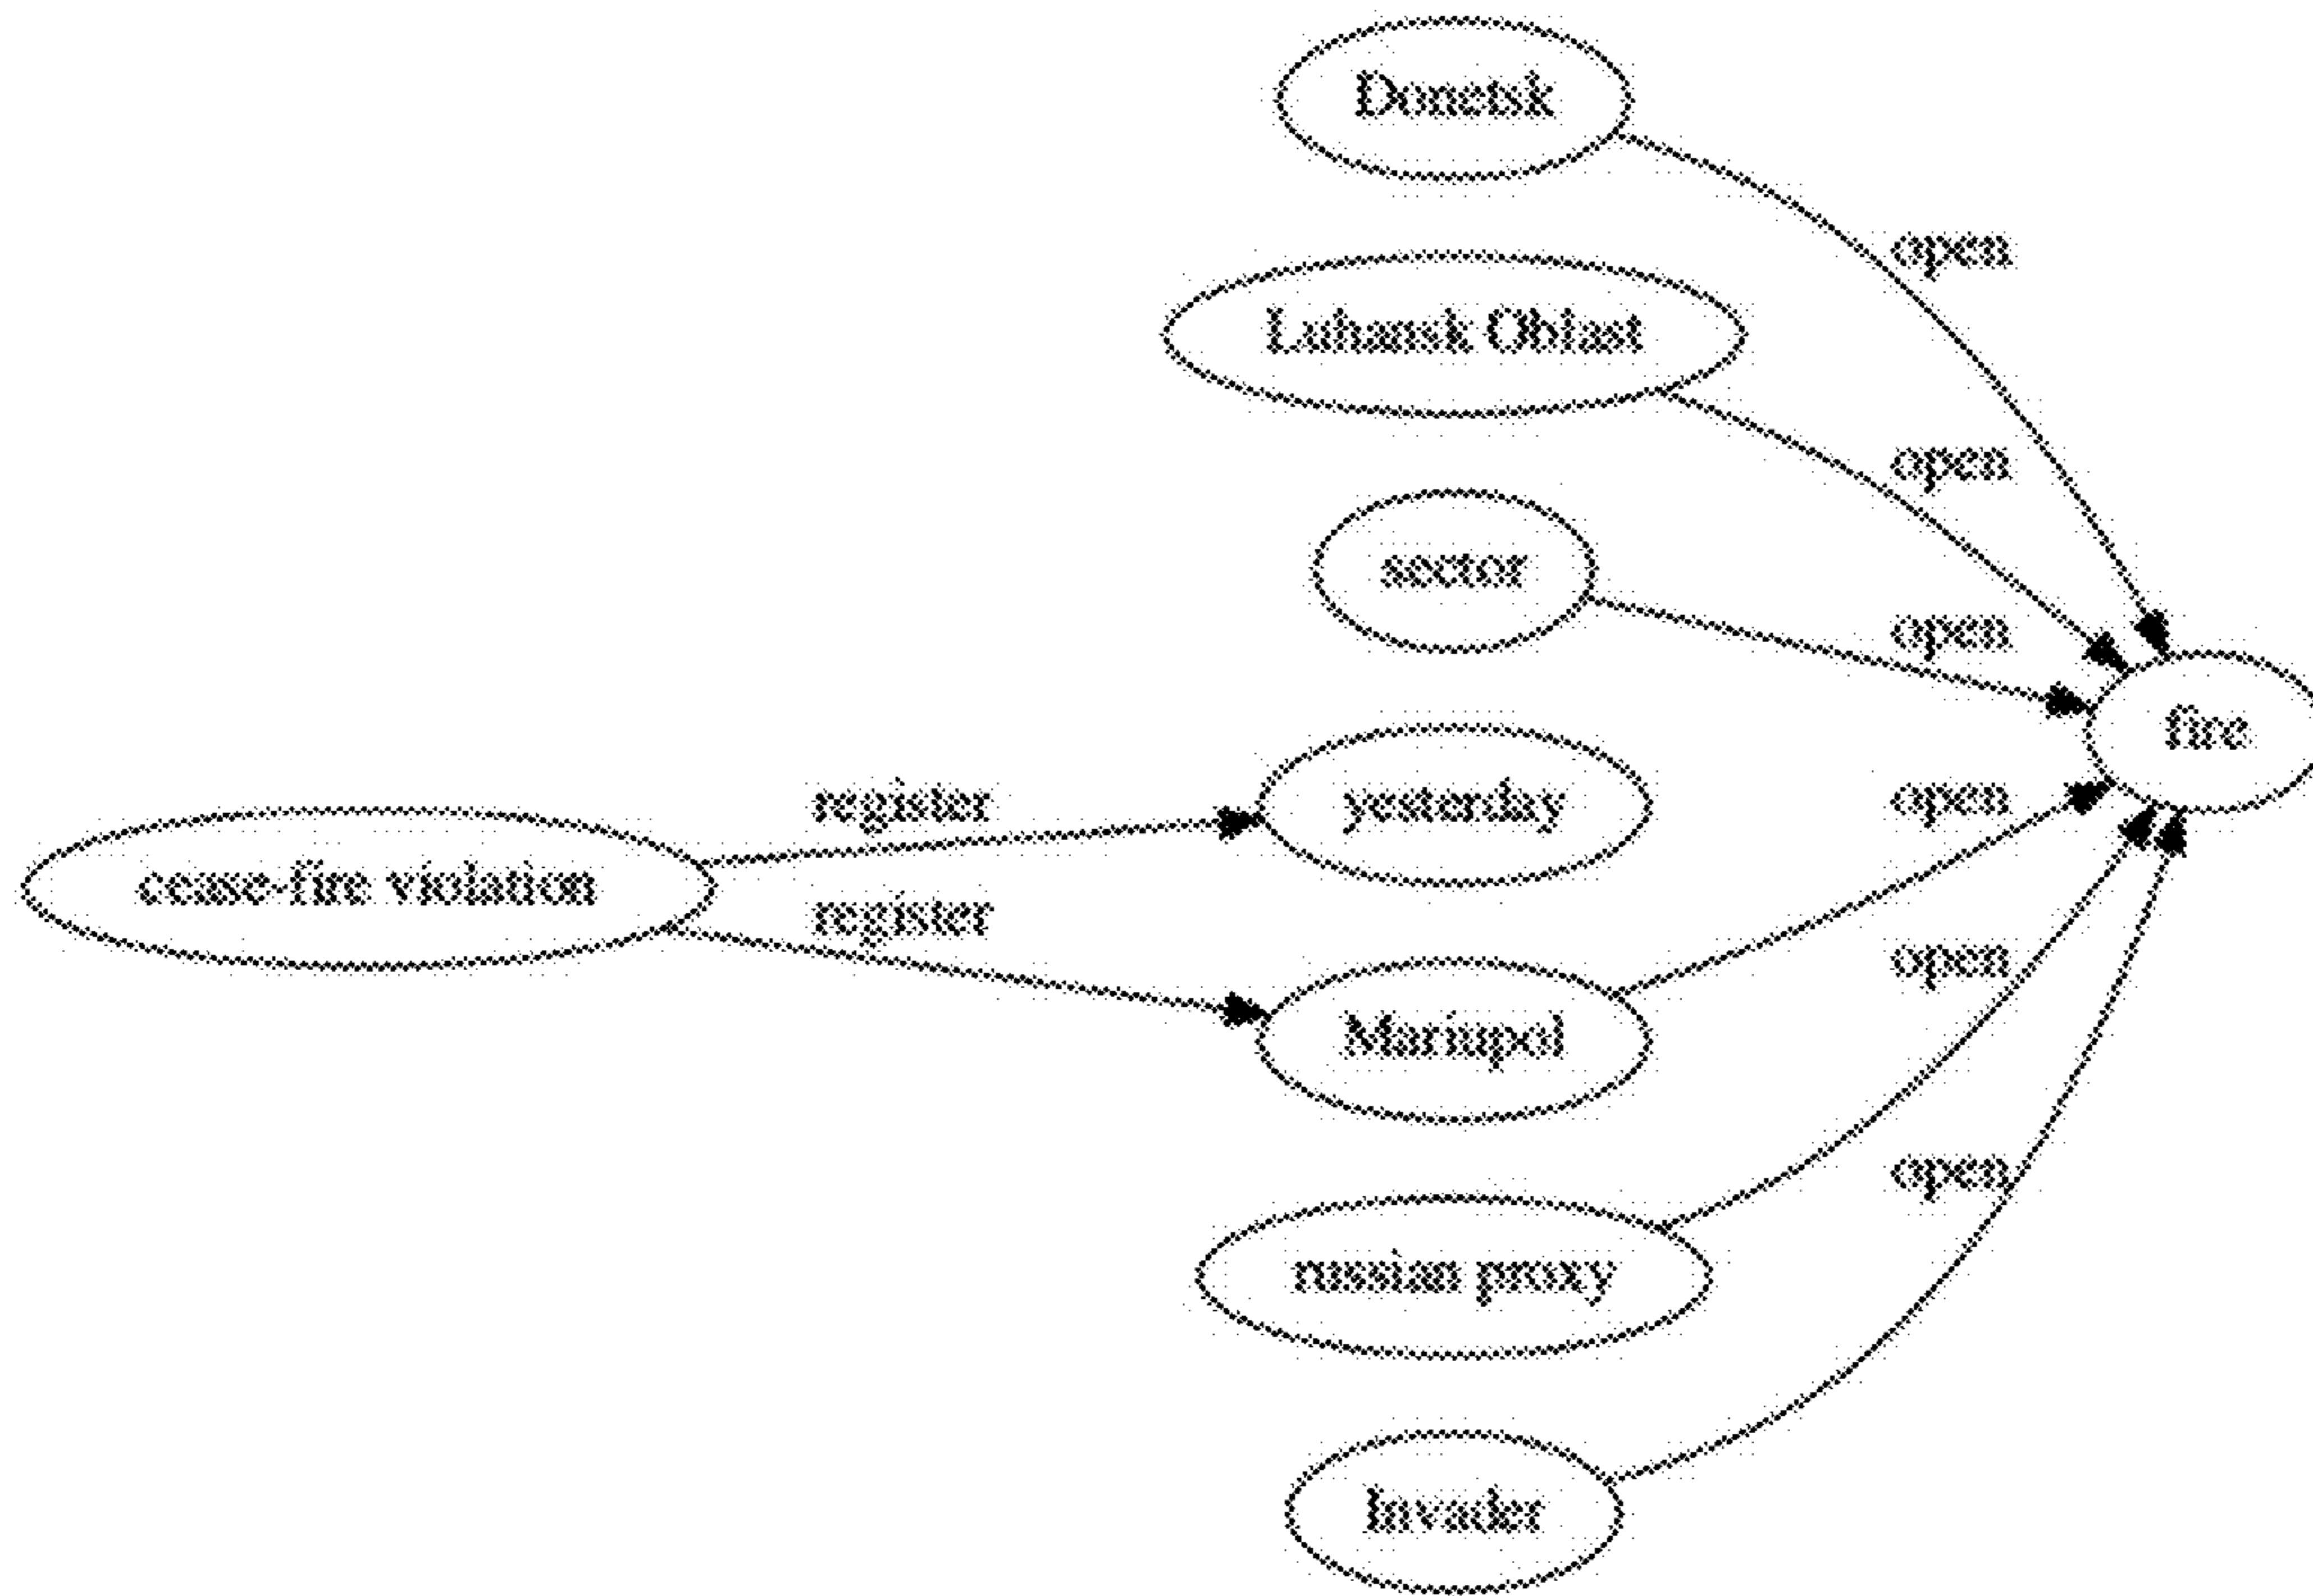 Donetsk
open
Luhansk Oblast
open
sector
open
fire
yesterday
register
open
cease-fire violation
register
open
Mariupol
open
russian proxy
Invader